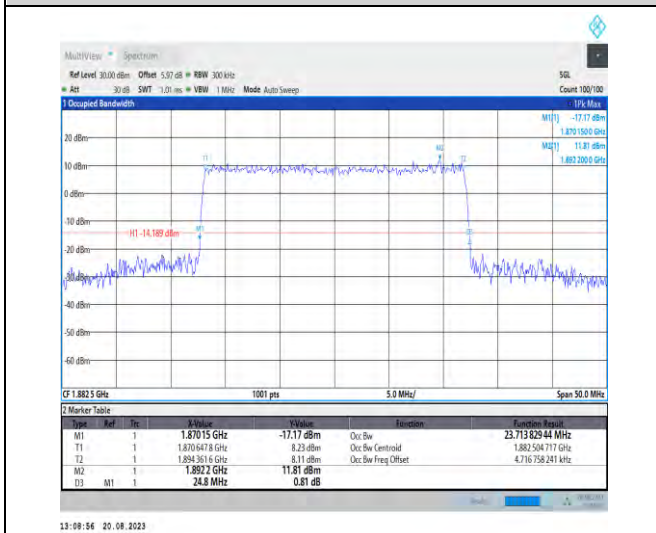 MultiView Spectrum
Ref Level 30.00 dBm Offset 5.97 dB RBW 300 kHz SGL
Att 30 dB SWT 1.01 ms VBW 1 MHz Mode Auto Sweep Count 100/100
1 Occupied Bandwidth 1Pk Max
M1[1] -17.17 dBm
1.870 150 0 GHz
M2[1] 11.81 dBm
1.892 200 0 GHz
20 dBm
T1 M2 T2
10 dBm
0 dBm
-10 dBm
H1 -14.189 dBm M1 D3
-20 dBm
-30 dBm
-40 dBm
-50 dBm
-60 dBm
CF 1.882 5 GHz 1001 pts 5.0 MHz/ Span 50.0 MHz
2 Marker Table
Type Ref Trc X-Value Y-Value Function Function Result
M1 1 1.870 15 GHz -17.17 dBm Occ Bw 23.713 829 44 MHz
T1 1 1.870 647 8 GHz 8.23 dBm Occ Bw Centroid 1.882 504 717 GHz
T2 1 1.894 361 6 GHz 8.11 dBm Occ Bw Freq Offset 4.716 758 241 kHz
M2 1 1.892 2 GHz 11.81 dBm
D3 M1 1 24.8 MHz 0.81 dB
13:08:56 20.08.2023